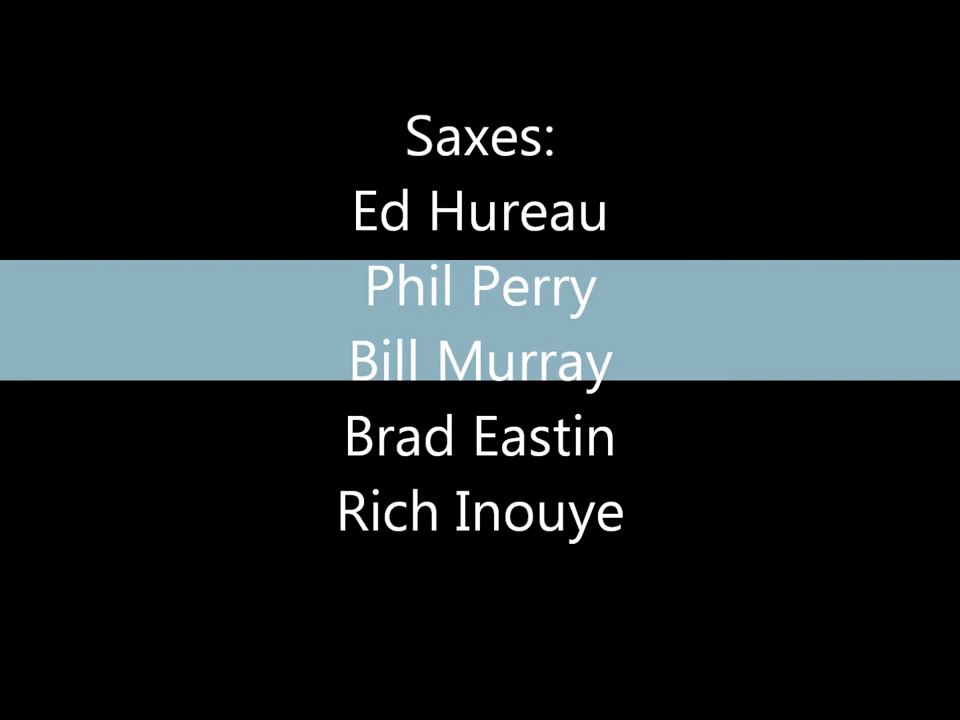 Saxes:
Ed Hureau
Phil Perry
Bill Murray
Brad Eastin
Rich Inouye